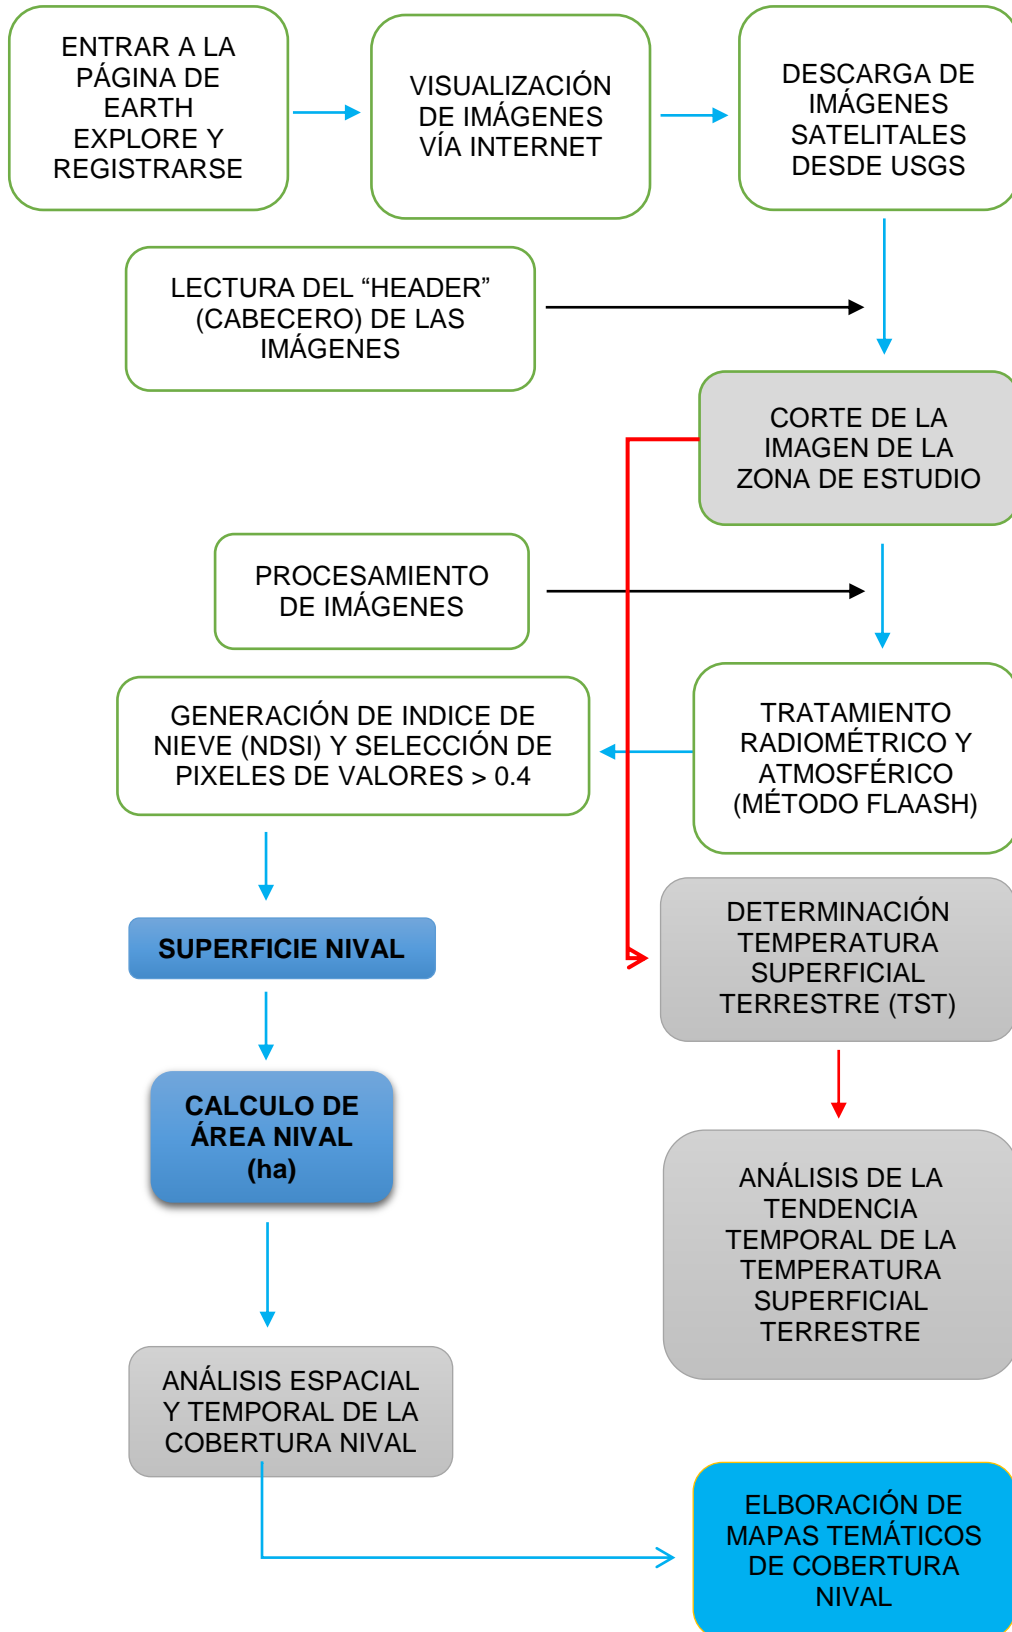 ENTRAR A LA
PÁGINA DE
EARTH
EXPLORE Y
REGISTRARSE
VISUALIZACIÓN
DE IMÁGENES
VÍA INTERNET
DESCARGA DE
IMÁGENES
SATELITALES
DESDE USGS
LECTURA DEL “HEADER”
(CABECERO) DE LAS
IMÁGENES
CORTE DE LA
IMAGEN DE LA
ZONA DE ESTUDIO
PROCESAMIENTO
DE IMÁGENES
TRATAMIENTO
RADIOMÉTRICO Y
ATMOSFÉRICO
(MÉTODO FLAASH)
GENERACIÓN DE INDICE DE
NIEVE (NDSI) Y SELECCIÓN DE
PIXELES DE VALORES > 0.4
SUPERFICIE NIVAL
DETERMINACIÓN
TEMPERATURA
SUPERFICIAL
TERRESTRE (TST)
CALCULO DE
ÁREA NIVAL
(ha)
ANÁLISIS DE LA
TENDENCIA
TEMPORAL DE LA
TEMPERATURA
SUPERFICIAL
TERRESTRE
ANÁLISIS ESPACIAL
Y TEMPORAL DE LA
COBERTURA NIVAL
ELBORACIÓN DE
MAPAS TEMÁTICOS
DE COBERTURA
NIVAL